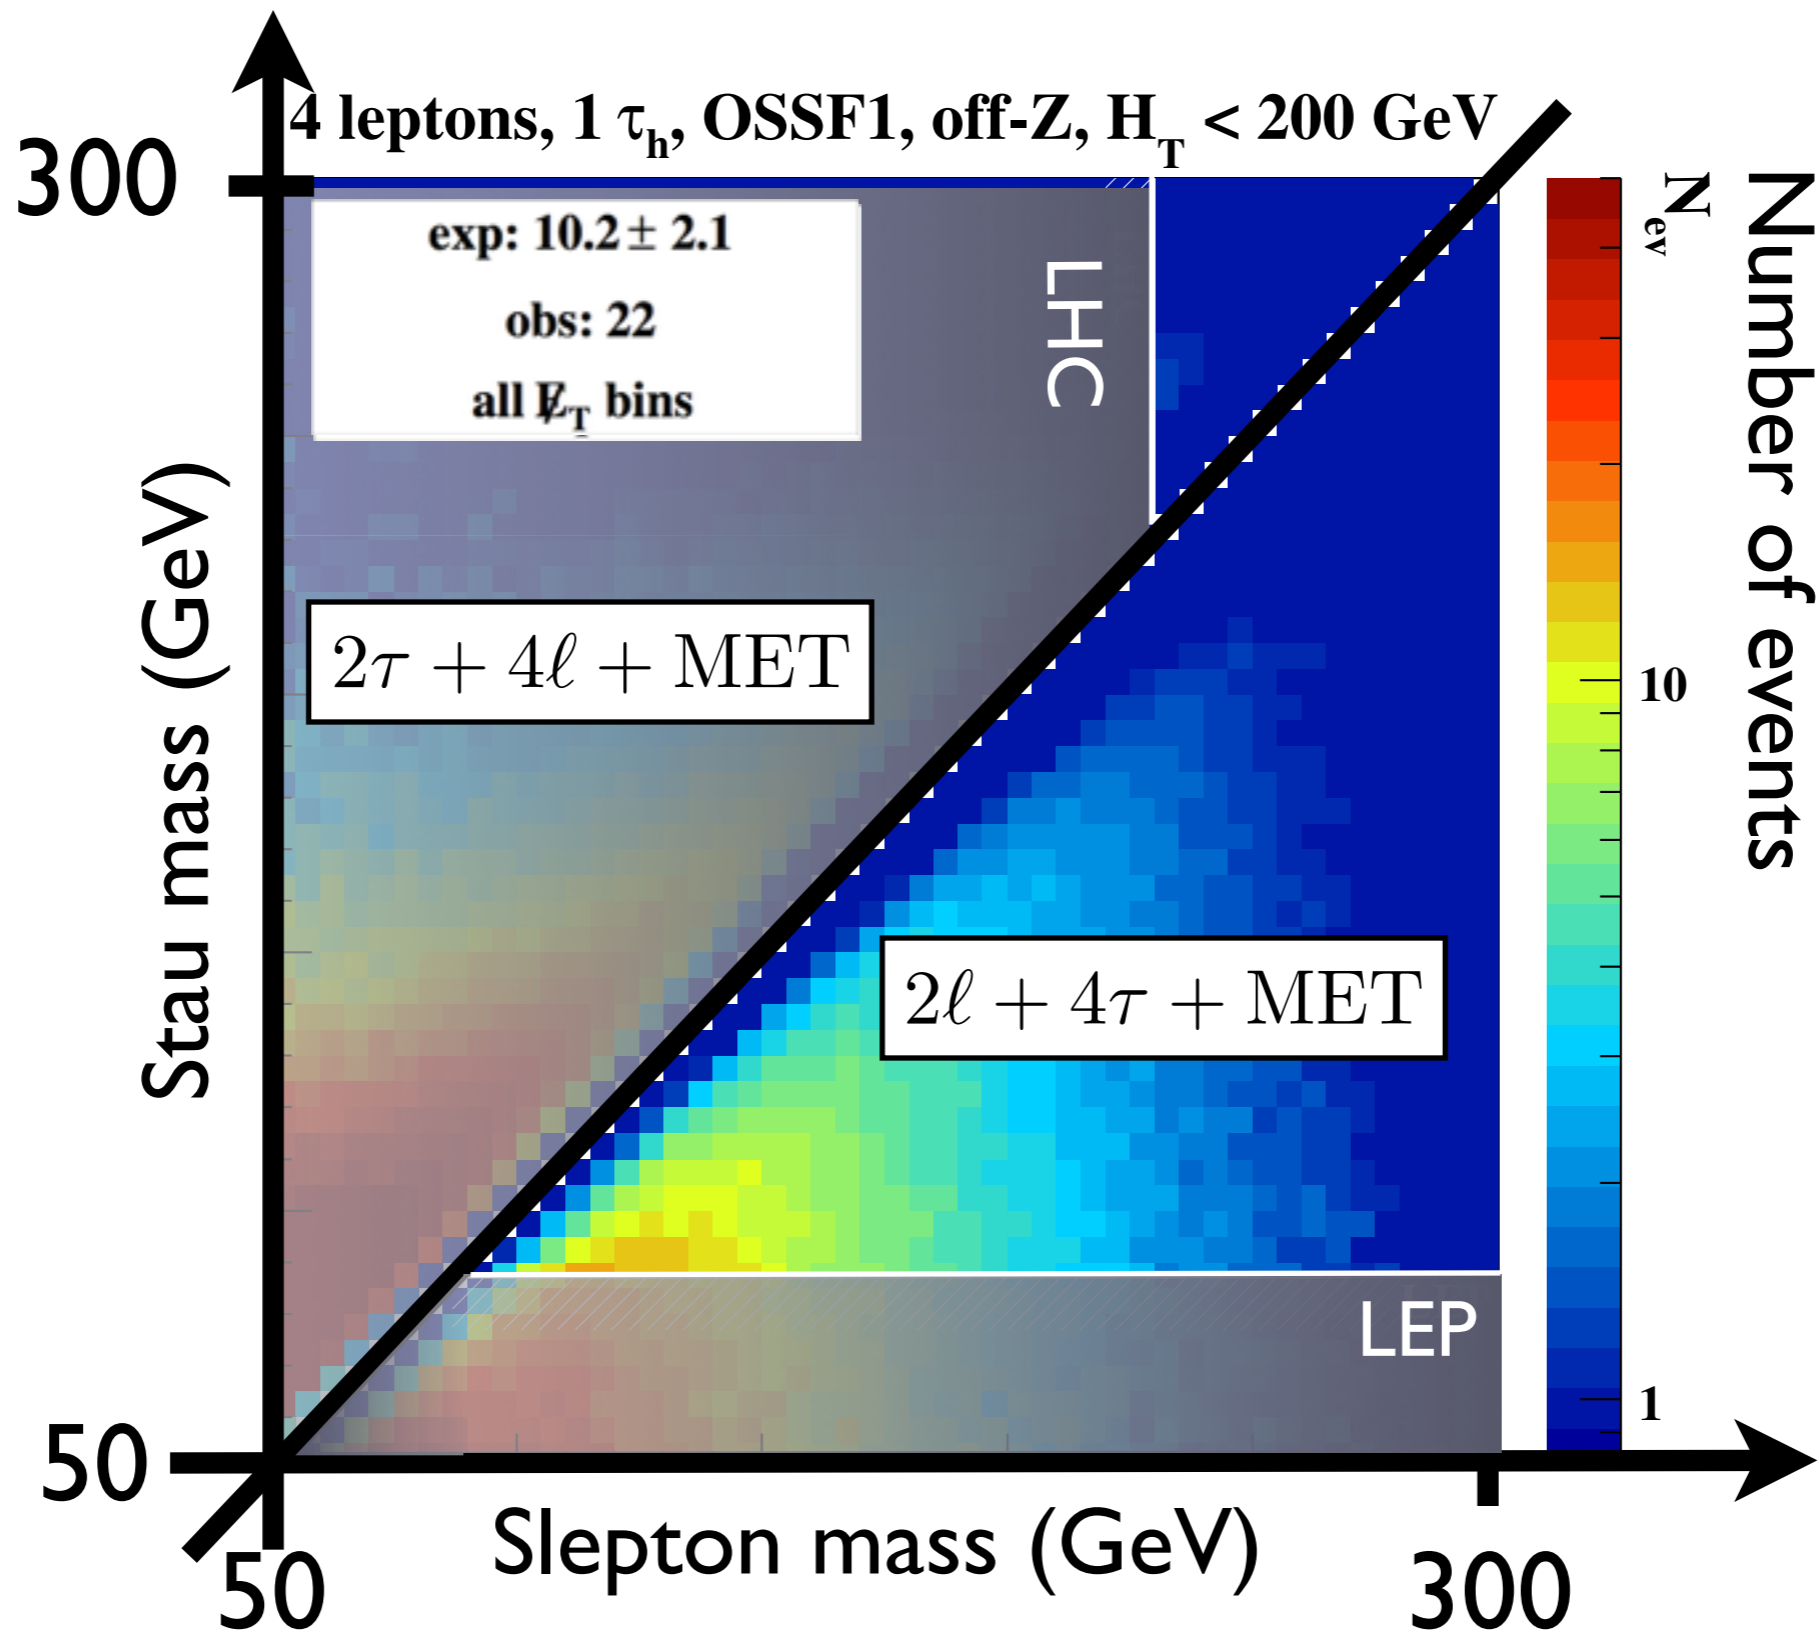 4 leptons, 1 τh, OSSF1, off-Z, HT < 200 GeV
300
exp: 10.2 ± 2.1
obs: 22
all E̸T bins
LHC
Nev
Number of events
2τ + 4ℓ + MET
10
Stau mass (GeV)
2ℓ + 4τ + MET
LEP
1
50
Slepton mass (GeV)
50
300